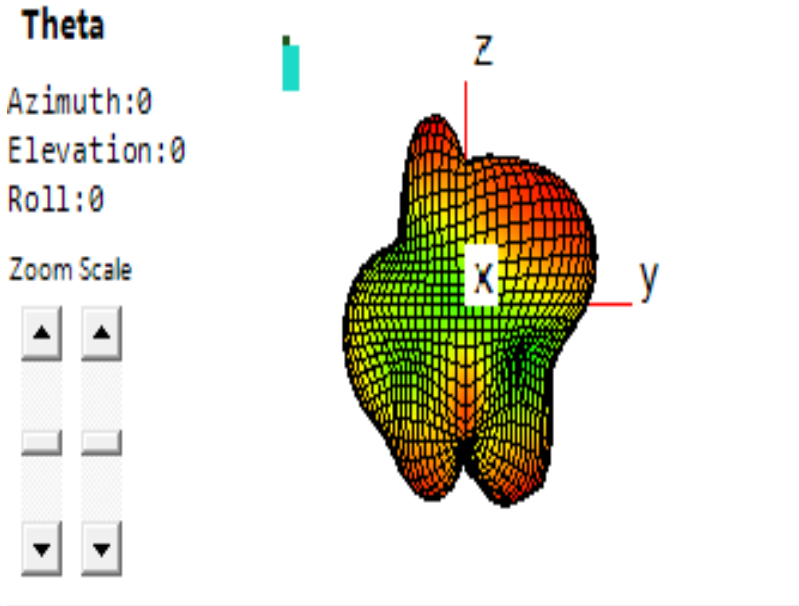 Theta
Azimuth:0
Elevation:0
Roll:0
Zoom Scale
z
x
y